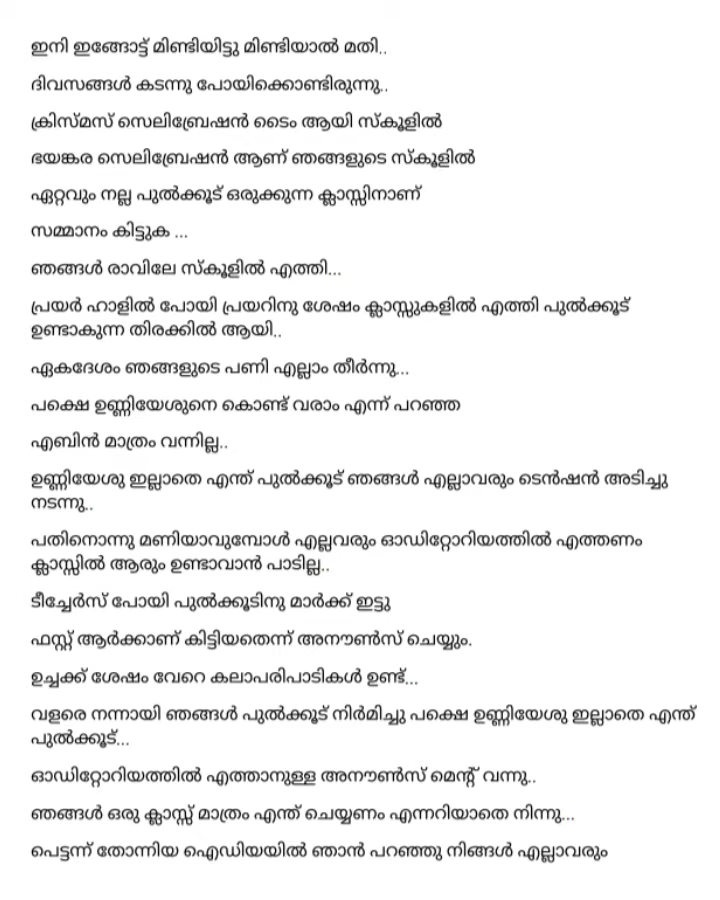 ഇനി ഇങ്ങോട്ട് മിണ്ടിയിട്ടു മിണ്ടിയാൽ മതി..
ദിവസങ്ങൾ കടന്നു പോയിക്കൊണ്ടിരുന്നു..
ക്രിസ്മസ് സെലിബ്രേഷൻ ടൈം ആയി സ്കൂളിൽ
ഭയങ്കര സെലിബ്രേഷൻ ആണ് ഞങ്ങളുടെ സ്കൂളിൽ
ഏറ്റവും നല്ല പുൽക്കൂട് ഒരുക്കുന്ന ക്ലാസ്സിനാണ്
സമ്മാനം കിട്ടുക ...
ഞങ്ങൾ രാവിലേ സ്കൂളിൽ എത്തി...
പ്രയർ ഹാളിൽ പോയി പ്രയറിനു ശേഷം ക്ലാസ്സുകളിൽ എത്തി പുൽക്കൂട്
ഉണ്ടാകുന്ന തിരക്കിൽ ആയി..
ഏകദേശം ഞങ്ങളുടെ പണി എല്ലാം തീർന്നു...
പക്ഷെ ഉണ്ണിയേശുനെ കൊണ്ട് വരാം എന്ന് പറഞ്ഞ
എബിൻ മാത്രം വന്നില്ല..
ഉണ്ണിയേശു ഇല്ലാതെ എന്ത് പുൽക്കൂട് ഞങ്ങൾ എല്ലാവരും ടെൻഷൻ അടിച്ചു
നടന്നു..
പതിനൊന്നു മണിയാവുമ്പോൾ എല്ലവരും ഓഡിറ്റോറിയത്തിൽ എത്തണം
ക്ലാസ്സിൽ ആരും ഉണ്ടാവാൻ പാടില്ല..
ടീച്ചേർസ് പോയി പുൽക്കൂടിനു മാർക്ക് ഇട്ടു
ഫസ്റ്റ് ആർക്കാണ് കിട്ടിയതെന്ന് അനൗൺസ് ചെയ്യും.
ഉച്ചക്ക് ശേഷം വേറെ കലാപരിപാടികൾ ഉണ്ട്...
വളരെ നന്നായി ഞങ്ങൾ പുൽക്കൂട് നിർമിച്ചു പക്ഷെ ഉണ്ണിയേശു ഇല്ലാതെ എന്ത്
പുൽക്കൂട്...
ഓഡിറ്റോറിയത്തിൽ എത്താനുള്ള അനൗൺസ് മെന്റ് വന്നു..
ഞങ്ങൾ ഒരു ക്ലാസ്സ് മാത്രം എന്ത് ചെയ്യണം എന്നറിയാതെ നിന്നു...
പെട്ടന്ന് തോന്നിയ ഐഡിയയിൽ ഞാൻ പറഞ്ഞു നിങ്ങൾ എല്ലാവരും